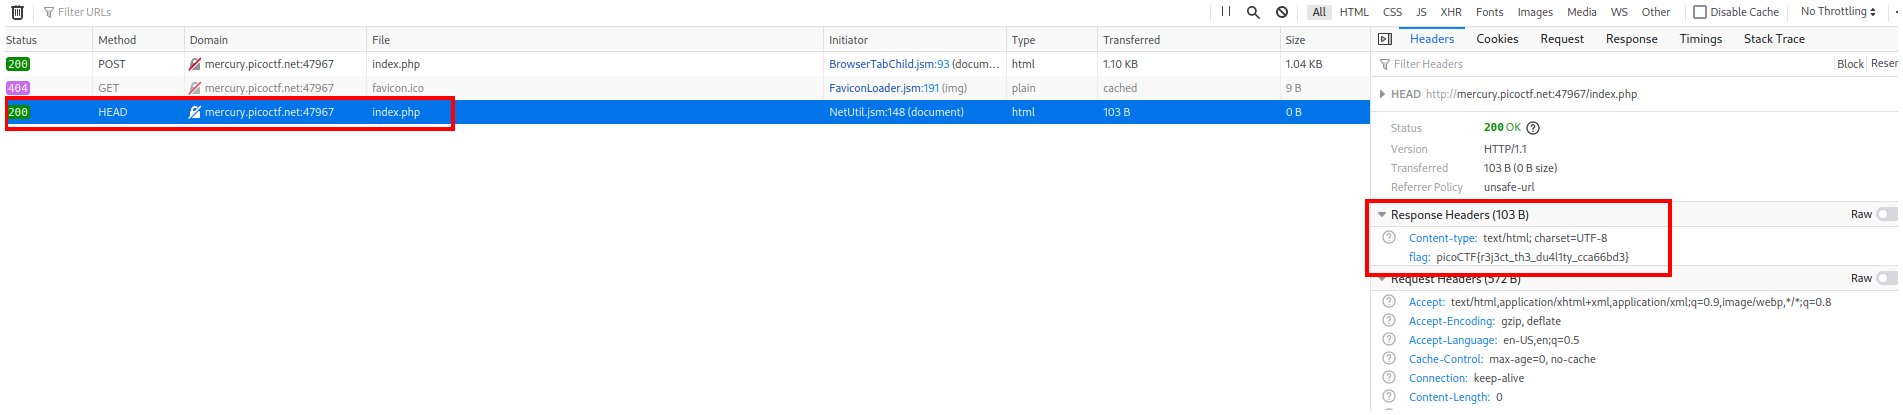 Filter URLs
All HTML CSS JS XHR Fonts Images Media WS Other Disable Cache No Throttling
Status Method Domain File Initiator Type Transferred Size
200 POST mercury.picoctf.net:47967 index.php BrowserTabChild.jsm:93 (docum… html 1.10 KB 1.04 KB
404 GET mercury.picoctf.net:47967 favicon.ico FaviconLoader.jsm:191 (img) plain cached 9 B
200 HEAD mercury.picoctf.net:47967 index.php NetUtil.jsm:148 (document) html 103 B 0 B
Headers Cookies Request Response Timings Stack Trace
Filter Headers Block Reser
HEAD http://mercury.picoctf.net:47967/index.php
Status 200 OK
Version HTTP/1.1
Transferred 103 B (0 B size)
Referrer Policy unsafe-url
Response Headers (103 B) Raw
Content-type: text/html; charset=UTF-8
flag: picoCTF{r3j3ct_th3_du4l1ty_cca66bd3}
Request Headers (572 B) Raw
Accept: text/html,application/xhtml+xml,application/xml;q=0.9,image/webp,*/*;q=0.8
Accept-Encoding: gzip, deflate
Accept-Language: en-US,en;q=0.5
Cache-Control: max-age=0, no-cache
Connection: keep-alive
Content-Length: 0